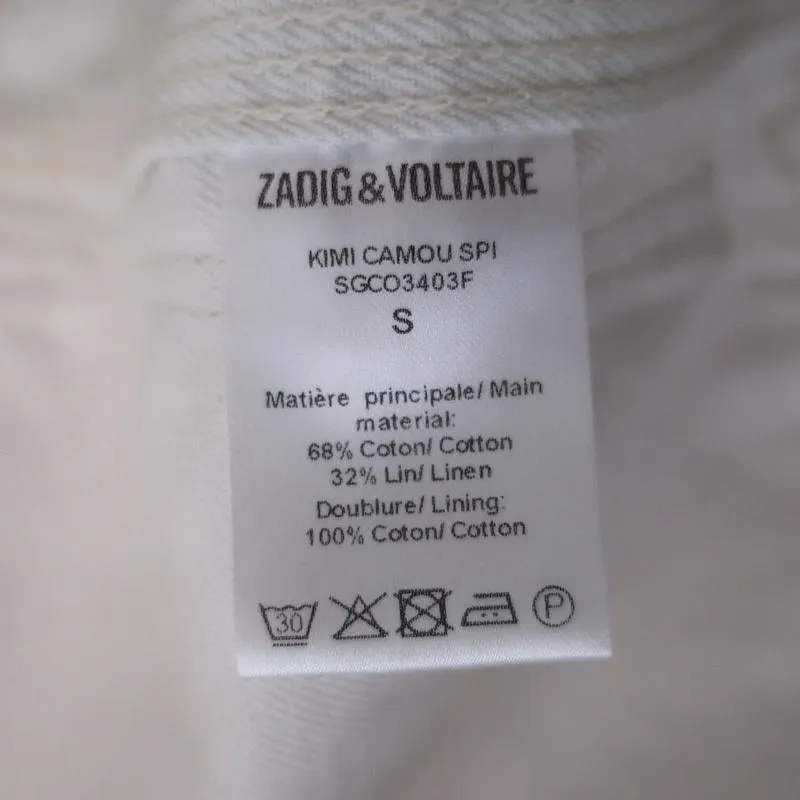 ZADIG & VOLTAIRE
KIMI CAMOU SPI
SGCO3403F
S
Matière principale/ Main
material:
68% Coton/ Cotton
32% Lin/ Linen
Doublure/ Lining:
100% Coton/ Cotton
30 P